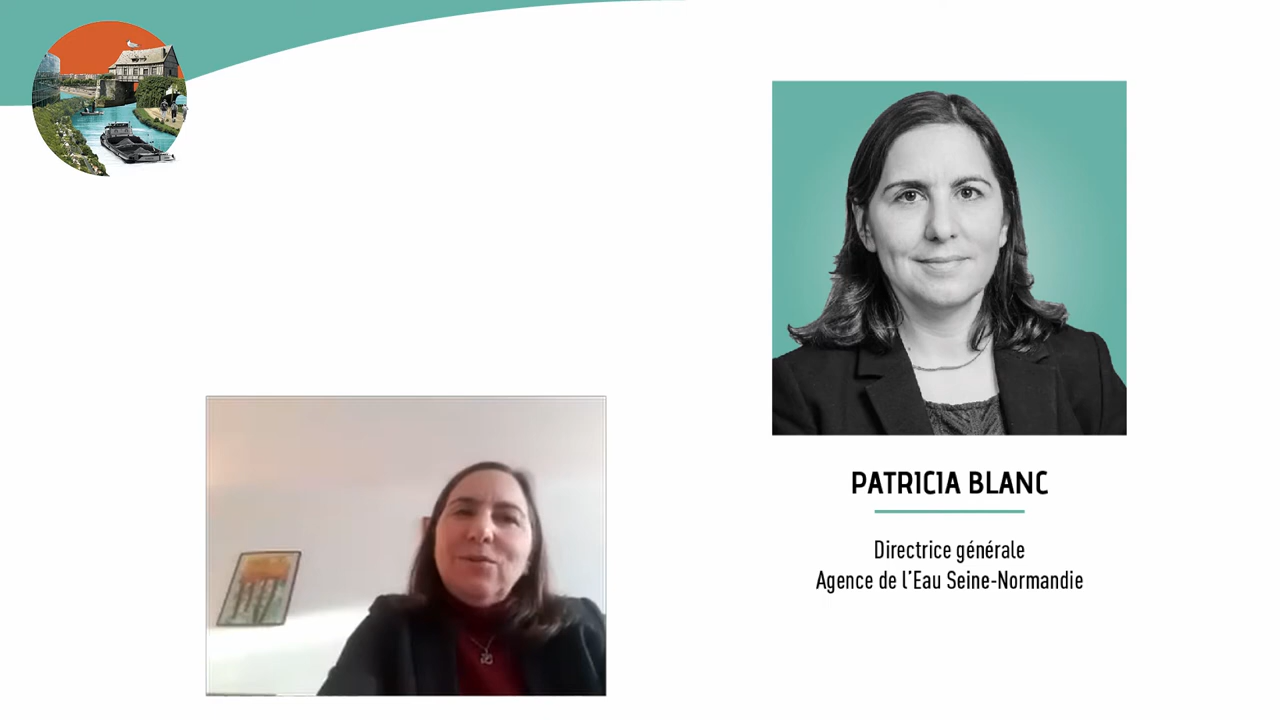 PATRICIA BLANC
Directrice générale
Agence de l'Eau Seine-Normandie